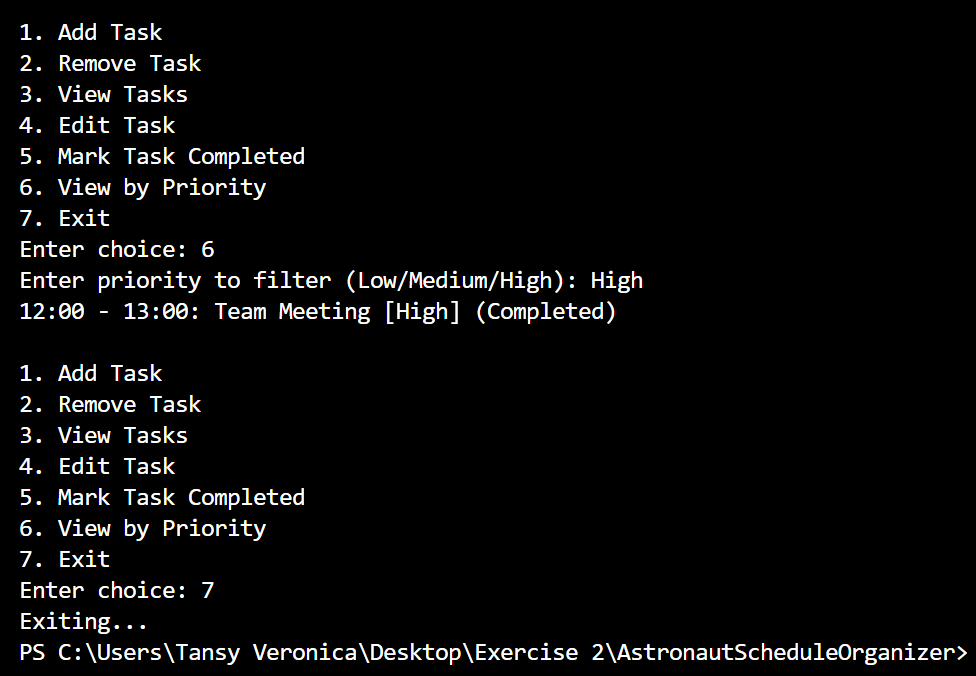 1. Add Task
2. Remove Task
3. View Tasks
4. Edit Task
5. Mark Task Completed
6. View by Priority
7. Exit
Enter choice: 6
Enter priority to filter (Low/Medium/High): High
12:00 - 13:00: Team Meeting [High] (Completed)

1. Add Task
2. Remove Task
3. View Tasks
4. Edit Task
5. Mark Task Completed
6. View by Priority
7. Exit
Enter choice: 7
Exiting...
PS C:\Users\Tansy Veronica\Desktop\Exercise 2\AstronautScheduleOrganizer>